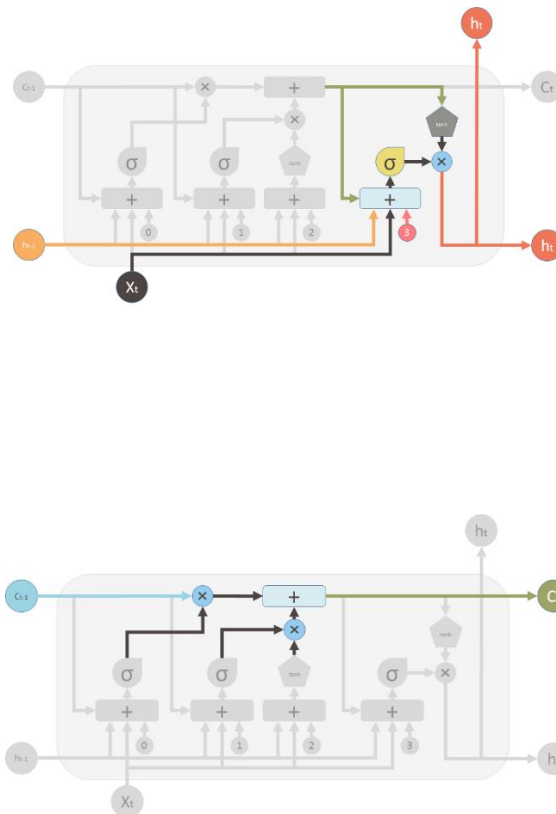 ht
Ct-1
×
+
Ct
tanh
×
σ
σ
tanh
σ
×
+
+
+
+
ht-1
0
1
2
3
ht
Xt
ht
Ct-1
×
+
C
×
tanh
σ
σ
tanh
σ
×
+
+
+
+
0
1
2
3
ht-1
h
Xt